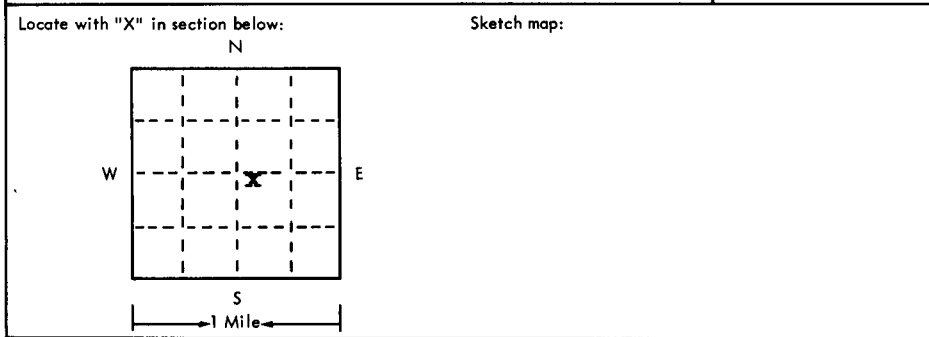 Locate with "X" in section below: Sketch map:
N
W X E
S
1 Mile